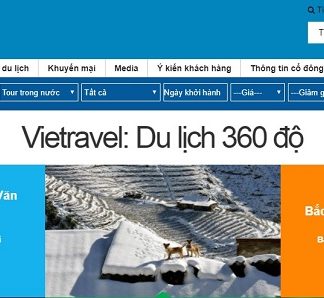 du lịch Khuyến mại Media Ý kiến khách hàng Thông tin cổ đông
Tour trong nước Tất cả Ngày khởi hành ---Giá--- ---Giảm g
Vietravel: Du lịch 360 độ
Văn
Bắc